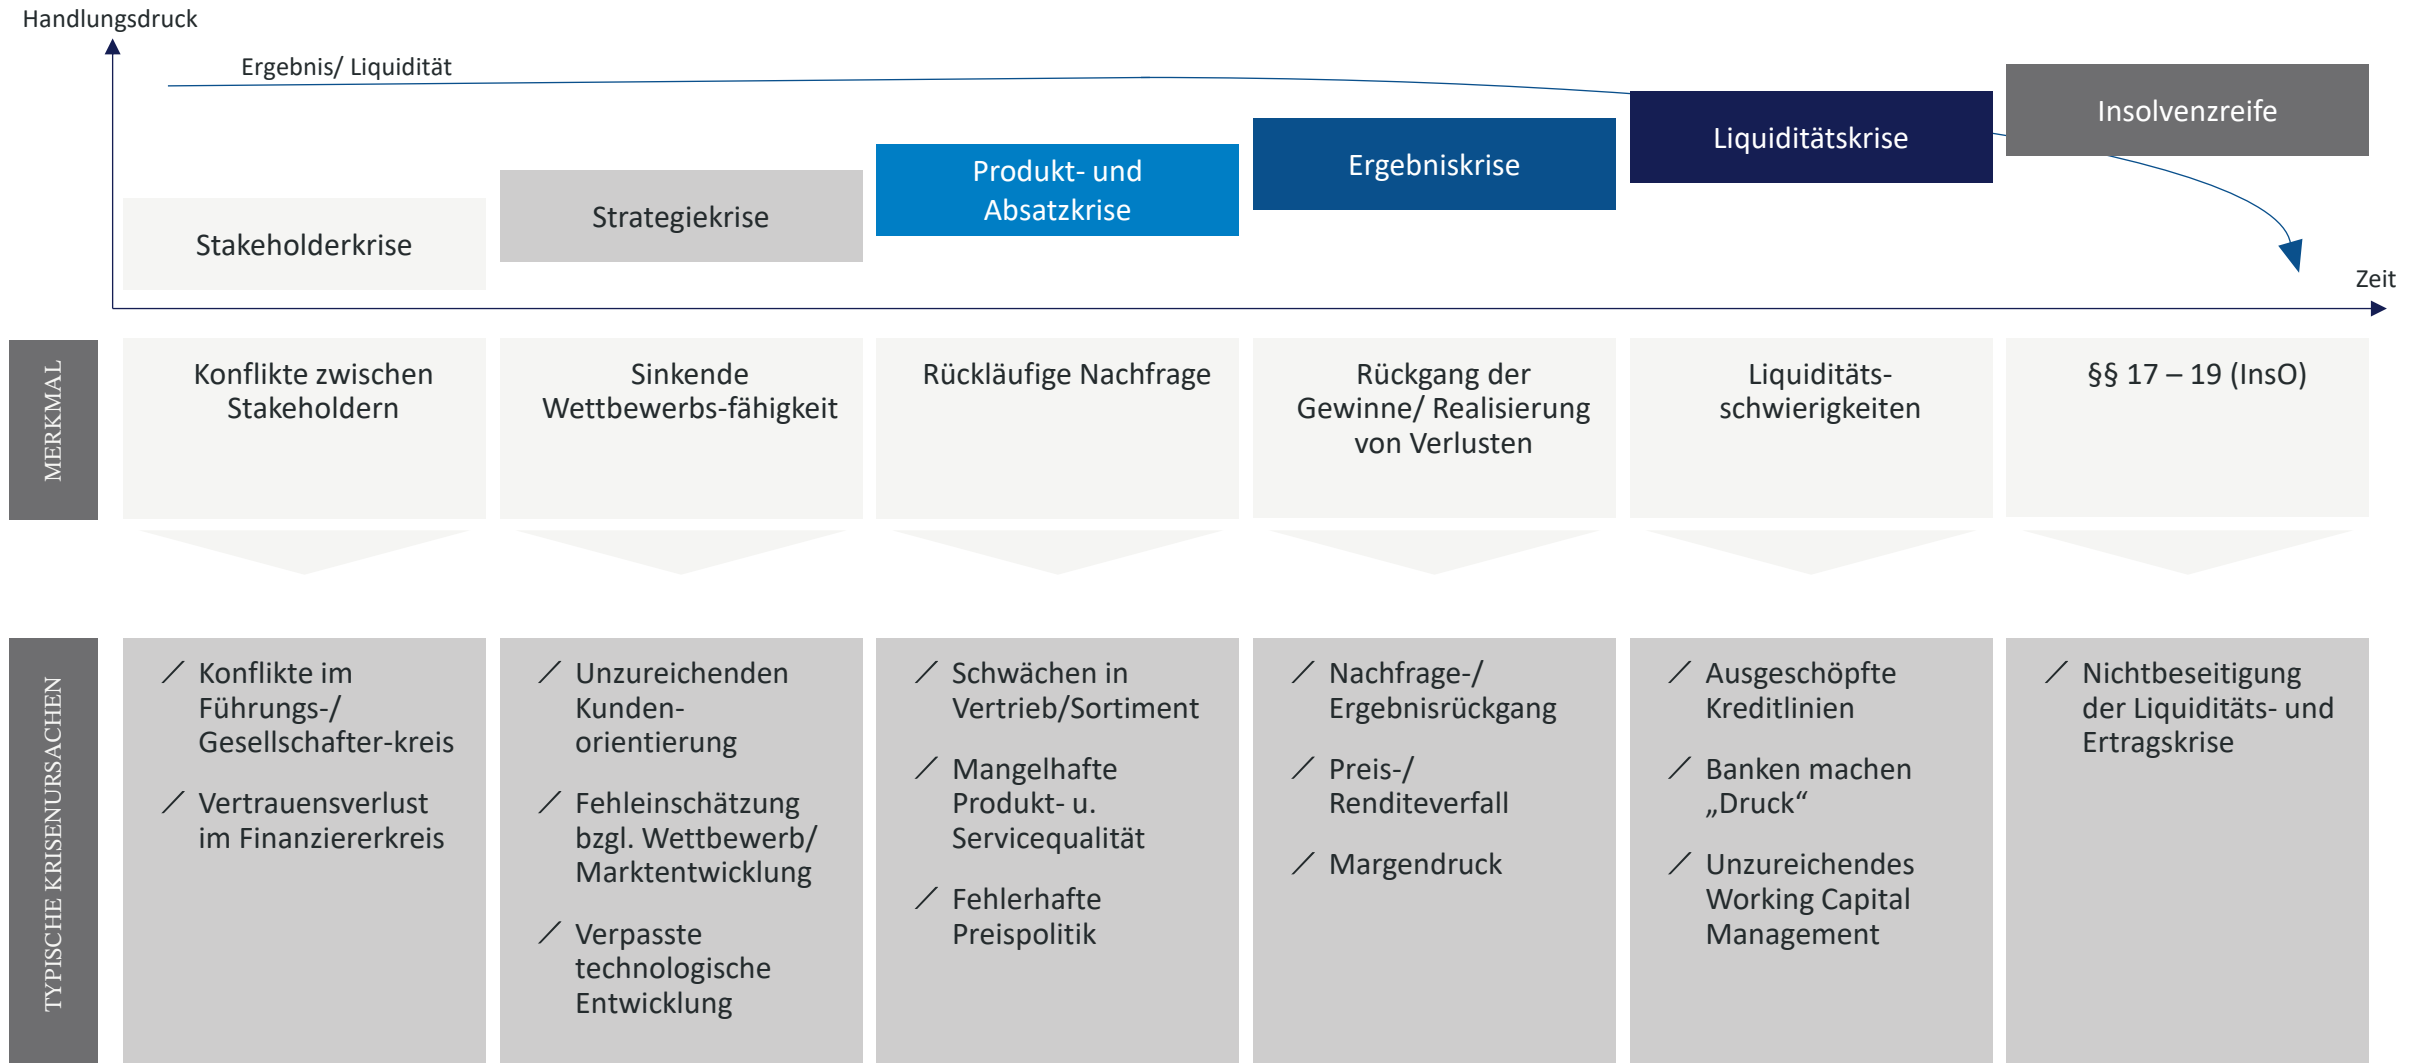 Handlungsdruck
Ergebnis/ Liquidität
Stakeholderkrise
Strategiekrise
Produkt- und
Absatzkrise
Ergebniskrise
Liquiditätskrise
Insolvenzreife
Zeit
MERKMAL
Konflikte zwischen
Stakeholdern
Sinkende
Wettbewerbs-fähigkeit
Rückläufige Nachfrage
Rückgang der
Gewinne/ Realisierung
von Verlusten
Liquiditäts-
schwierigkeiten
§§ 17 – 19 (InsO)
TYPISCHE KRISENURSACHEN
Konflikte im
Führungs-/
Gesellschafter-kreis
Vertrauensverlust
im Finanziererkreis
Unzureichenden
Kunden-
orientierung
Fehleinschätzung
bzgl. Wettbewerb/
Marktentwicklung
Verpasste
technologische
Entwicklung
Schwächen in
Vertrieb/Sortiment
Mangelhafte
Produkt- u.
Servicequalität
Fehlerhafte
Preispolitik
Nachfrage-/
Ergebnisrückgang
Preis-/
Renditeverfall
Margendruck
Ausgeschöpfte
Kreditlinien
Banken machen
„Druck“
Unzureichendes
Working Capital
Management
Nichtbeseitigung
der Liquiditäts- und
Ertragskrise